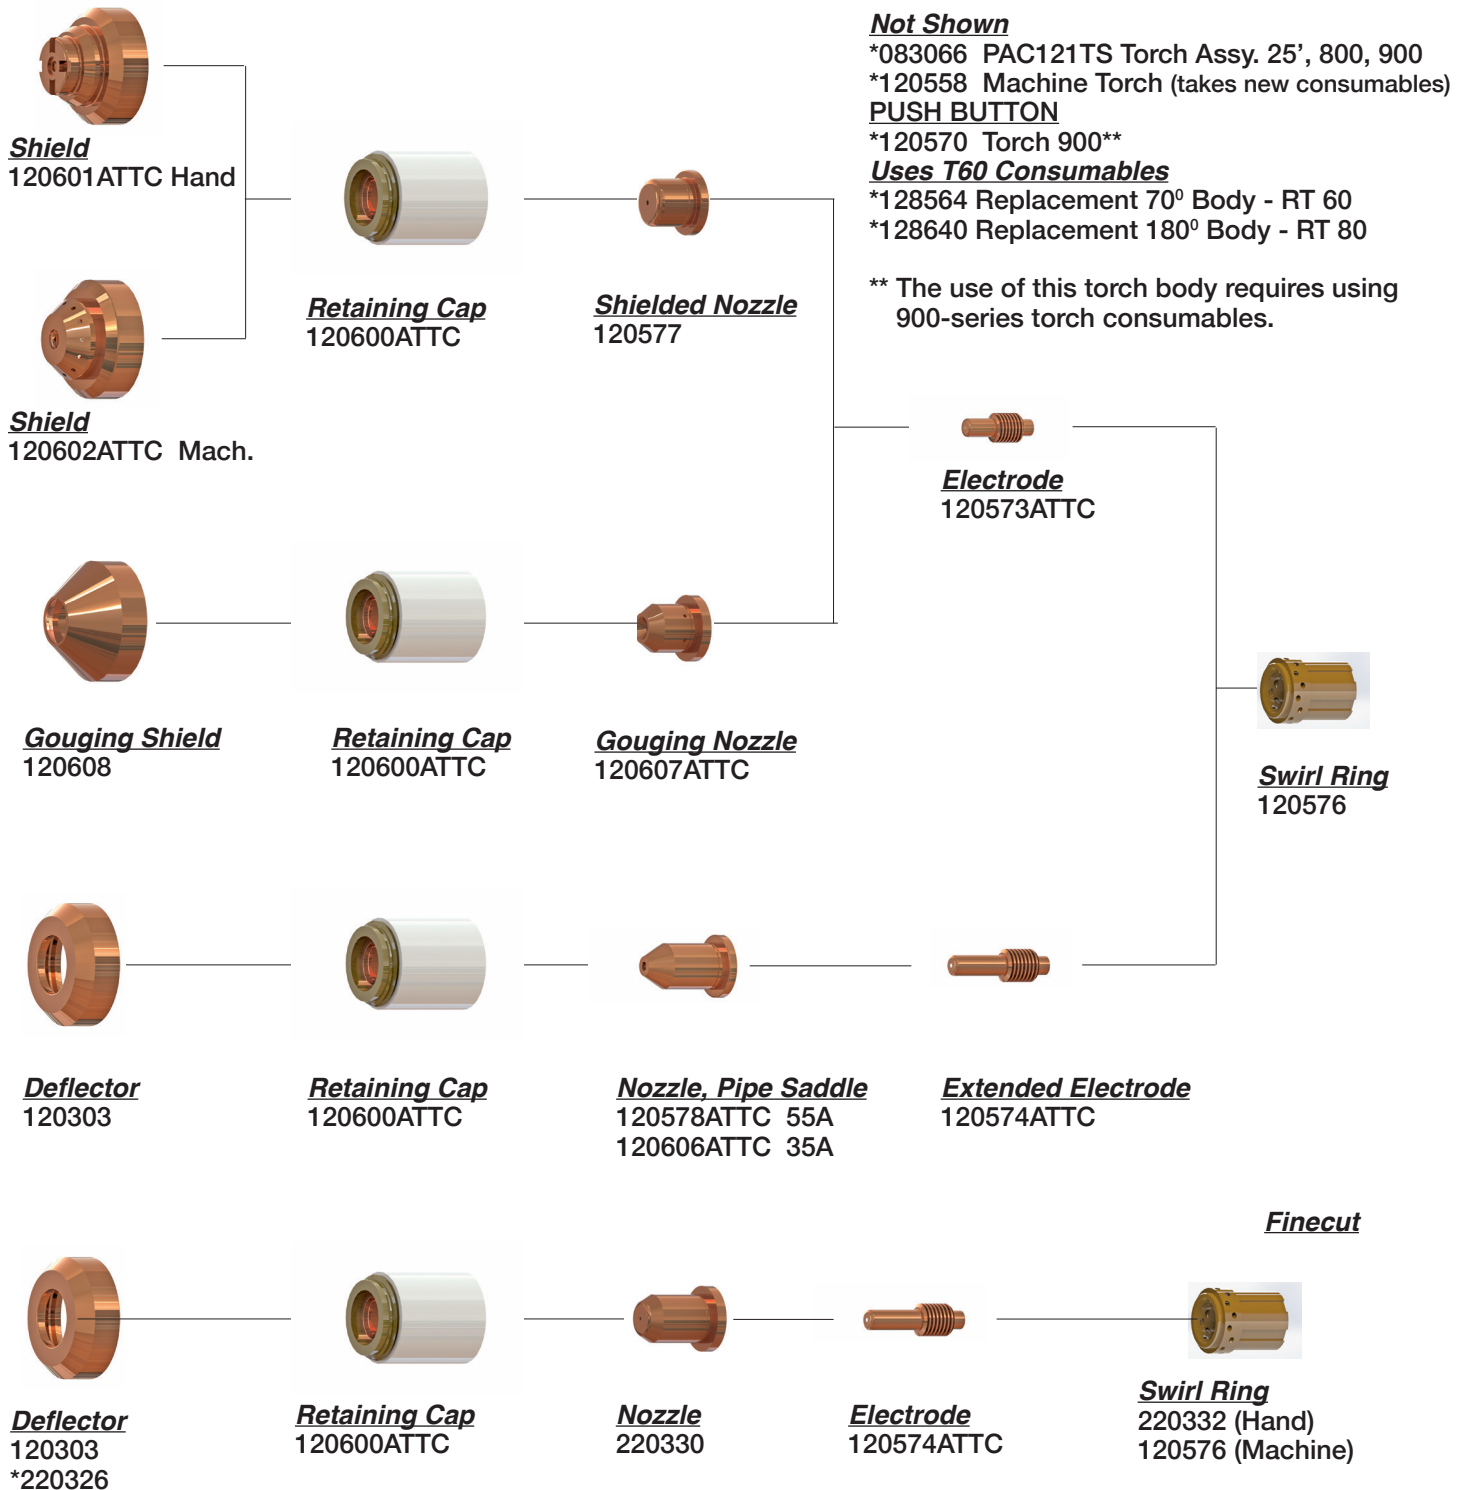 Not Shown
*083066 PAC121TS Torch Assy. 25', 800, 900
*120558 Machine Torch (takes new consumables)
PUSH BUTTON
*120570 Torch 900**
Uses T60 Consumables
*128564 Replacement 70⁰ Body - RT 60
*128640 Replacement 180⁰ Body - RT 80
** The use of this torch body requires using
900-series torch consumables.
Shield
120601ATTC Hand
Retaining Cap
120600ATTC
Shielded Nozzle
120577
Shield
120602ATTC Mach.
Electrode
120573ATTC
Gouging Shield
120608
Retaining Cap
120600ATTC
Gouging Nozzle
120607ATTC
Swirl Ring
120576
Deflector
120303
Retaining Cap
120600ATTC
Nozzle, Pipe Saddle
120578ATTC 55A
120606ATTC 35A
Extended Electrode
120574ATTC
Finecut
Deflector
120303
*220326
Retaining Cap
120600ATTC
Nozzle
220330
Electrode
120574ATTC
Swirl Ring
220332 (Hand)
120576 (Machine)